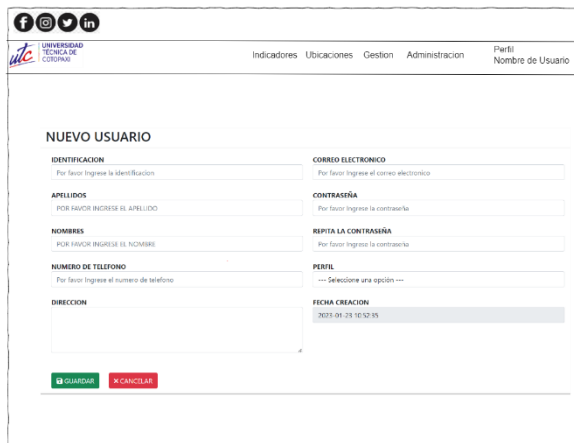 UNIVERSIDAD
TÉCNICA DE
COTOPAXI
utc
Indicadores Ubicaciones Gestion Administracion Perfil
Nombre de Usuario
NUEVO USUARIO
IDENTIFICACION CORREO ELECTRONICO
Por favor Ingrese la identificacion Por favor Ingrese el correo electronico
APELLIDOS CONTRASEÑA
POR FAVOR INGRESE EL APELLIDO Por favor Ingrese la contraseña
NOMBRES REPITA LA CONTRASEÑA
POR FAVOR INGRESE EL NOMBRE Por favor Ingrese la contraseña
NUMERO DE TELEFONO PERFIL
Por favor Ingrese el numero de telefono --- Seleccione una opción ---
DIRECCION FECHA CREACION
2023-01-23 10:52:35
GUARDAR × CANCELAR